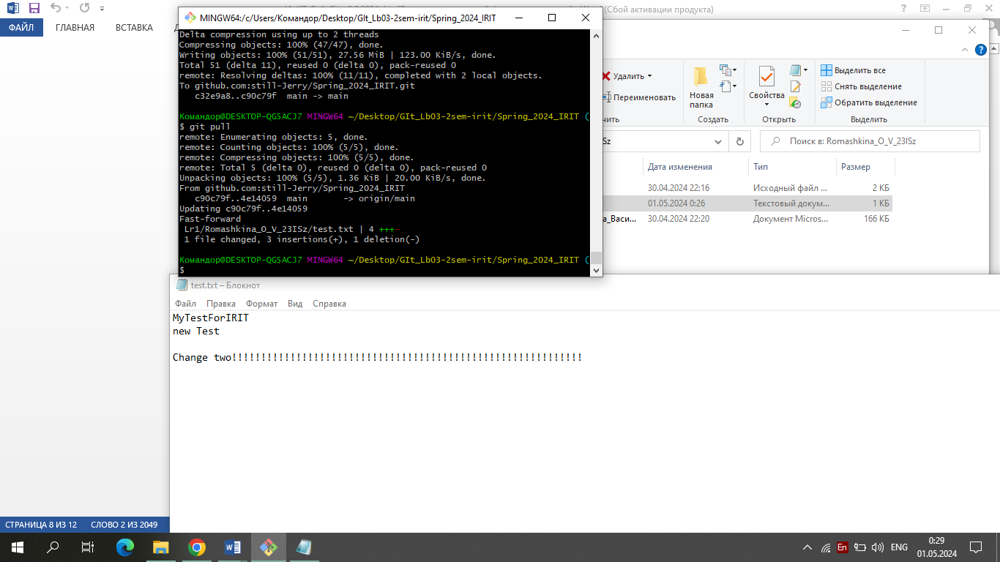 (Сбой активации продукта)
ФАЙЛ ГЛАВНАЯ ВСТАВКА
MINGW64:/c/Users/Командор/Desktop/GIt_Lb03-2sem-irit/Spring_2024_IRIT
Delta compression using up to 2 threads
Compressing objects: 100% (47/47), done.
Writing objects: 100% (51/51), 27.56 MiB | 123.00 KiB/s, done.
Total 51 (delta 11), reused 0 (delta 0), pack-reused 0
remote: Resolving deltas: 100% (11/11), completed with 2 local objects.
To github.com:still-Jerry/Spring_2024_IRIT.git
c32e9a8..c90c79f main -> main
Командор@DESKTOP-QG5ACJ7 MINGW64 ~/Desktop/GIt_Lb03-2sem-irit/Spring_2024_IRIT (
$ git pull
remote: Enumerating objects: 5, done.
remote: Counting objects: 100% (5/5), done.
remote: Compressing objects: 100% (5/5), done.
remote: Total 5 (delta 0), reused 0 (delta 0), pack-reused 0
Unpacking objects: 100% (5/5), 1.36 KiB | 20.00 KiB/s, done.
From github.com:still-Jerry/Spring_2024_IRIT
c90c79f..4e14059 main -> origin/main
Updating c90c79f..4e14059
Fast-forward
Lr1/Romashkina_O_V_23ISz/test.txt | 4 +++-
1 file changed, 3 insertions(+), 1 deletion(-)
Командор@DESKTOP-QG5ACJ7 MINGW64 ~/Desktop/GIt_Lb03-2sem-irit/Spring_2024_IRIT (
$
Удалить
Переименовать
чить
Новая
папка
Создать
Свойства
Открыть
Выделить все
Снять выделение
Обратить выделение
Выделить
Sz
Поиск в: Romashkina_O_V_23ISz
Дата изменения Тип Размер
30.04.2024 22:16 Исходный файл ... 2 КБ
01.05.2024 0:26 Текстовый докум... 1 КБ
а_Васи... 30.04.2024 22:20 Документ Micros... 166 КБ
test.txt – Блокнот
Файл Правка Формат Вид Справка
MyTestForIRIT
new Test
Change two!!!!!!!!!!!!!!!!!!!!!!!!!!!!!!!!!!!!!!!!!!!!!!!!!!!!!!!!!!!!
СТРАНИЦА 8 ИЗ 12 СЛОВО 2 ИЗ 2049
En ENG
0:29
01.05.2024